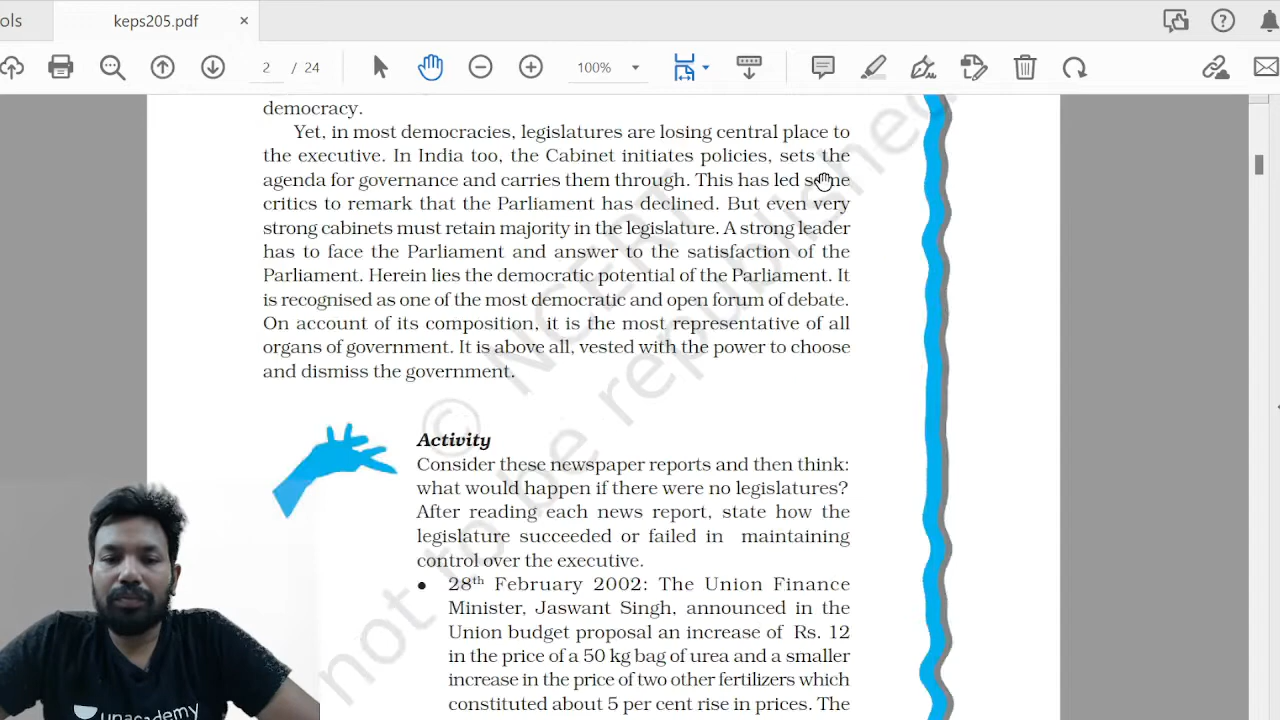 ols
keps205.pdf
2 / 24
100%
democracy.
Yet, in most democracies, legislatures are losing central place to
the executive. In India too, the Cabinet initiates policies, sets the
agenda for governance and carries them through. This has led some
critics to remark that the Parliament has declined. But even very
strong cabinets must retain majority in the legislature. A strong leader
has to face the Parliament and answer to the satisfaction of the
Parliament. Herein lies the democratic potential of the Parliament. It
is recognised as one of the most democratic and open forum of debate.
On account of its composition, it is the most representative of all
organs of government. It is above all, vested with the power to choose
and dismiss the government.
© NCERT
not to be republished
Activity
Consider these newspaper reports and then think:
what would happen if there were no legislatures?
After reading each news report, state how the
legislature succeeded or failed in maintaining
control over the executive.
• 28th February 2002: The Union Finance
Minister, Jaswant Singh, announced in the
Union budget proposal an increase of Rs. 12
in the price of a 50 kg bag of urea and a smaller
increase in the price of two other fertilizers which
constituted about 5 per cent rise in prices. The
unacademy